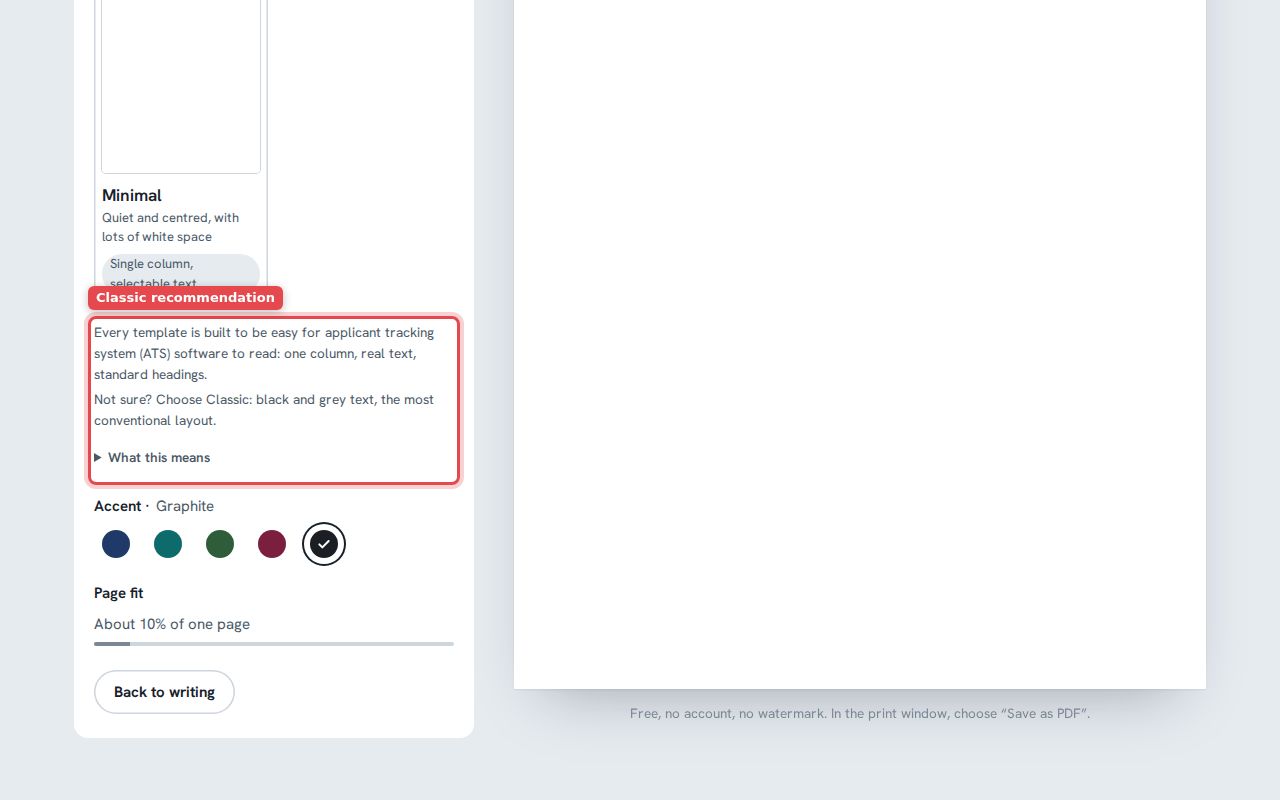 Minimal
Quiet and centred, with
lots of white space
Single column,
selectable text
Classic recommendation
Every template is built to be easy for applicant tracking
system (ATS) software to read: one column, real text,
standard headings.
Not sure? Choose Classic: black and grey text, the most
conventional layout.
What this means
Accent · Graphite
Page fit
About 10% of one page
Back to writing
Free, no account, no watermark. In the print window, choose “Save as PDF”.